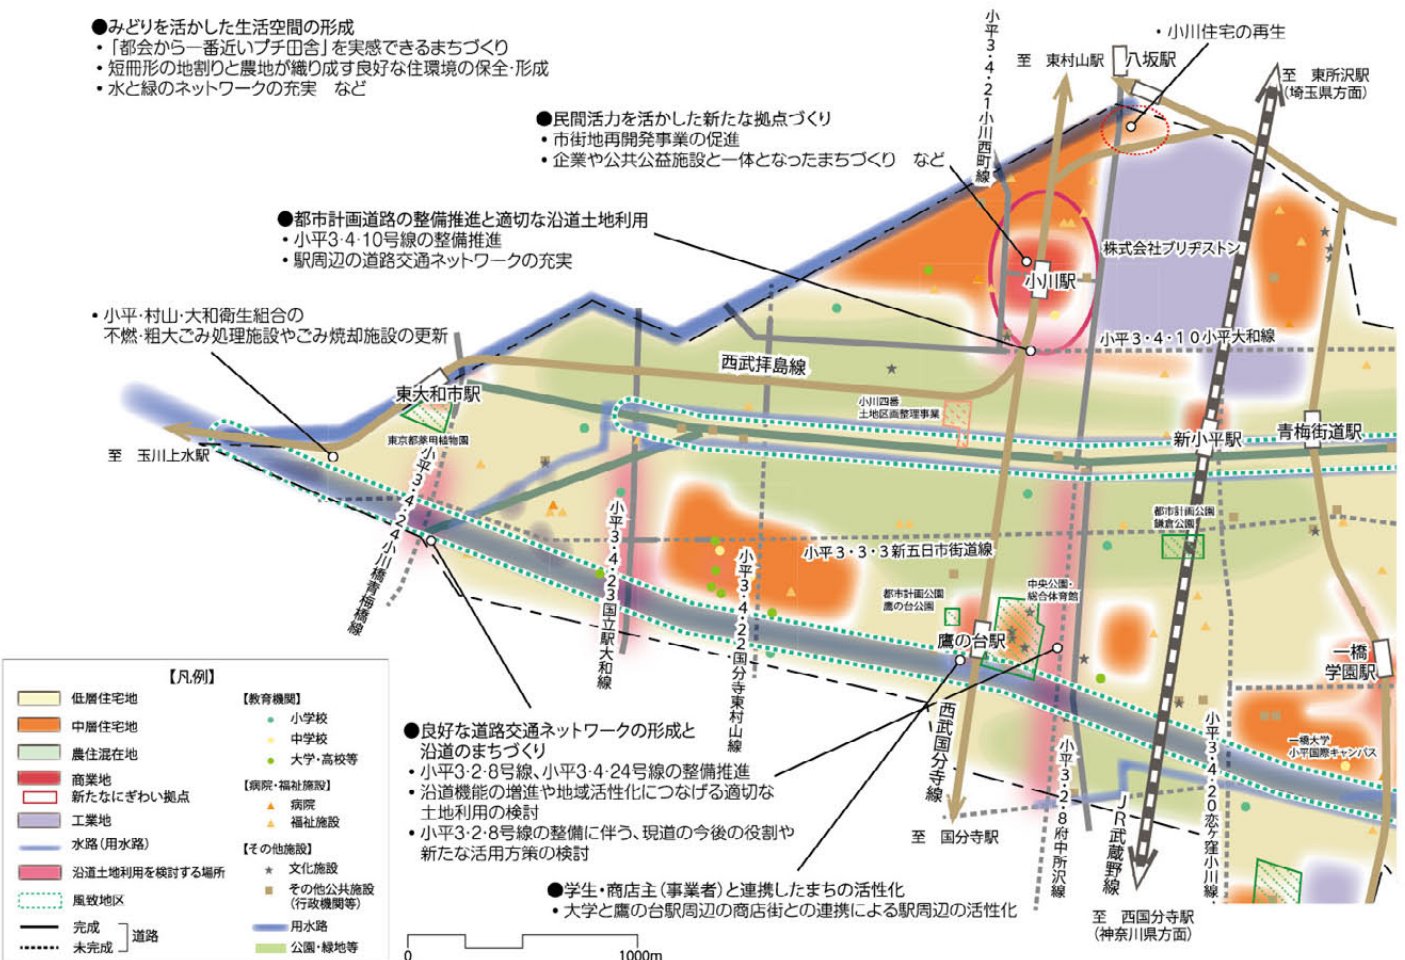 ●みどりを活かした生活空間の形成
・「都会から一番近いプチ田舎」を実感できるまちづくり
・短冊形の地割りと農地が織り成す良好な住環境の保全・形成
・水と緑のネットワークの充実　など
・小川住宅の再生
小平3・4・21小川西町線
至　東村山駅
八坂駅
至　東所沢駅
（埼玉県方面）
●民間活力を活かした新たな拠点づくり
・市街地再開発事業の促進
・企業や公共公益施設と一体となったまちづくり　など
●都市計画道路の整備推進と適切な沿道土地利用
・小平3・4・10号線の整備推進
・駅周辺の道路交通ネットワークの充実
株式会社ブリヂストン
小川駅
・小平・村山・大和衛生組合の
不燃・粗大ごみ処理施設やごみ焼却施設の更新
小平3・4・10小平大和線
西武拝島線
東大和市駅
小川四番
土地区画整理事業
東京都薬用植物園
新小平駅
青梅街道駅
至　玉川上水駅
小平3・4・24小川橋青梅橋線
小平3・4・23国立駅大和線
小平3・4・22国分寺東村山線
小平3・3・3新五日市街道線
都市計画公園
鎌倉公園
都市計画公園
鷹の台公園
中央公園・
総合体育館
鷹の台駅
一橋
学園駅
一橋大学
小平国際キャンパス
西武国分寺線
至　国分寺駅
小平3・2・8府中所沢線
JR武蔵野線
小平3・4・20恋ヶ窪小川線
至　西国分寺駅
（神奈川県方面）
●良好な道路交通ネットワークの形成と
沿道のまちづくり
・小平3・2・8号線、小平3・4・24号線の整備推進
・沿道機能の増進や地域活性化につなげる適切な
土地利用の検討
・小平3・2・8号線の整備に伴う、現道の今後の役割や
新たな活用方策の検討
●学生・商店主（事業者）と連携したまちの活性化
・大学と鷹の台駅周辺の商店街との連携による駅周辺の活性化
【凡例】
低層住宅地
中層住宅地
農住混在地
商業地
新たなにぎわい拠点
工業地
水路（用水路）
沿道土地利用を検討する場所
風致地区
完成
未完成
道路
【教育機関】
小学校
中学校
大学・高校等
【病院・福祉施設】
病院
福祉施設
【その他施設】
文化施設
その他公共施設
（行政機関等）
用水路
公園・緑地等
0
1000m